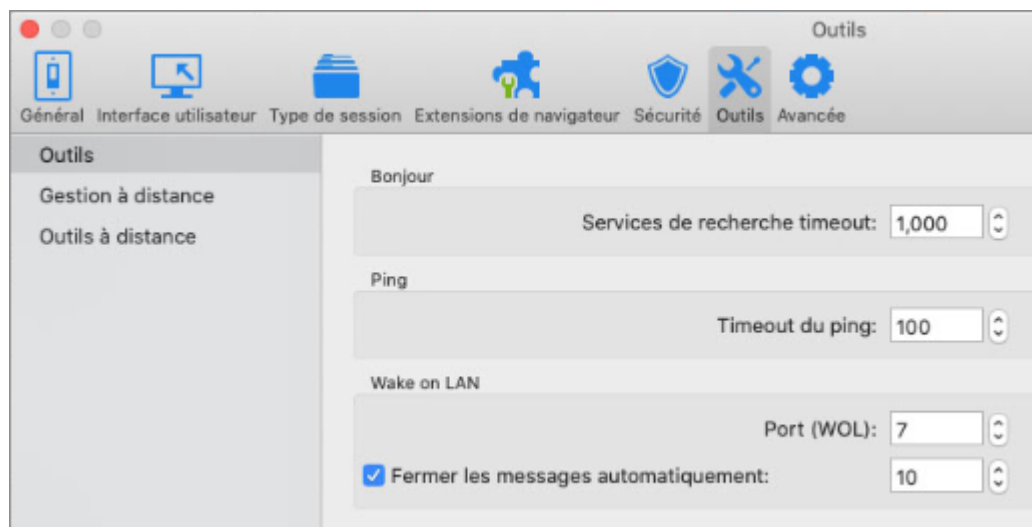 Outils
Général Interface utilisateur Type de session Extensions de navigateur Sécurité Outils Avancée
Outils
Gestion à distance
Outils à distance
Bonjour
Services de recherche timeout: 1,000
Ping
Timeout du ping: 100
Wake on LAN
Port (WOL): 7
Fermer les messages automatiquement: 10